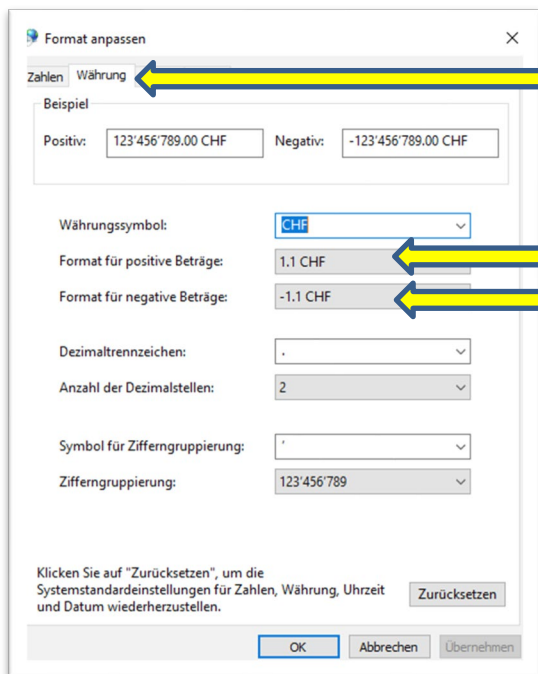 Format anpassen
Zahlen Währung
Beispiel
Positiv: 123'456'789.00 CHF Negativ: -123'456'789.00 CHF
Währungssymbol: CHF
Format für positive Beträge: 1.1 CHF
Format für negative Beträge: -1.1 CHF
Dezimaltrennzeichen: .
Anzahl der Dezimalstellen: 2
Symbol für Zifferngruppierung: '
Zifferngruppierung: 123'456'789
Klicken Sie auf "Zurücksetzen", um die
Systemstandardeinstellungen für Zahlen, Währung, Uhrzeit
und Datum wiederherzustellen.
Zurücksetzen
OK Abbrechen Übernehmen